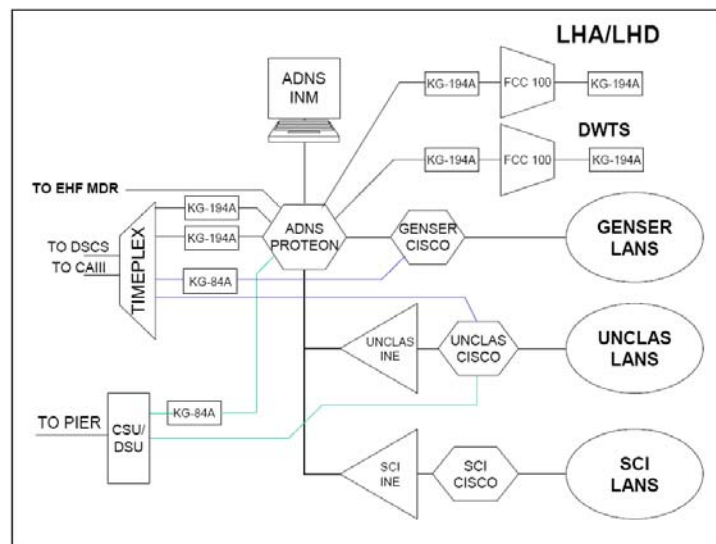 LHA/LHD
ADNS
INM
KG-194A
FCC 100
KG-194A
DWTS
KG-194A
FCC 100
KG-194A
TO EHF MDR
KG-194A
ADNS
PROTEON
GENSER
CISCO
GENSER
LANS
KG-194A
TO DSCS
TO CAIII
TIMEPLEX
KG-84A
UNCLAS
INE
UNCLAS
CISCO
UNCLAS
LANS
KG-84A
TO PIER
CSU/
DSU
SCI
INE
SCI
CISCO
SCI
LANS